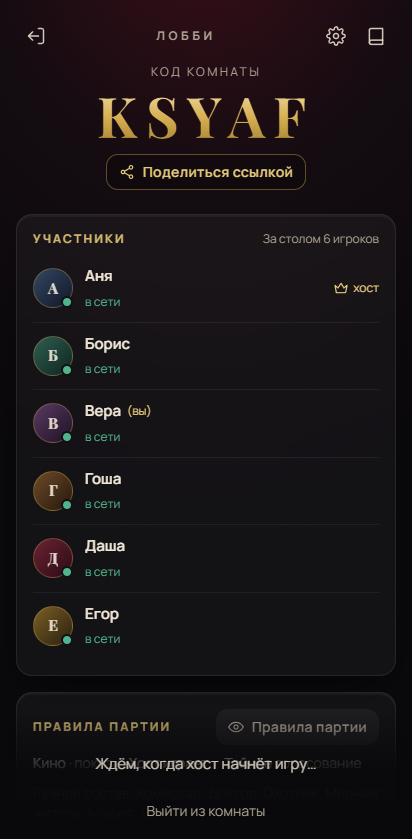 ЛОББИ
КОД КОМНАТЫ
KSYAF
Поделиться ссылкой
УЧАСТНИКИ
За столом 6 игроков
А
Аня
в сети
хост
Б
Борис
в сети
В
Вера (вы)
в сети
Г
Гоша
в сети
Д
Даша
в сети
Е
Егор
в сети
ПРАВИЛА ПАРТИИ
Правила партии
Кино
Ждём, когда хост начнёт игру…
Выйти из комнаты